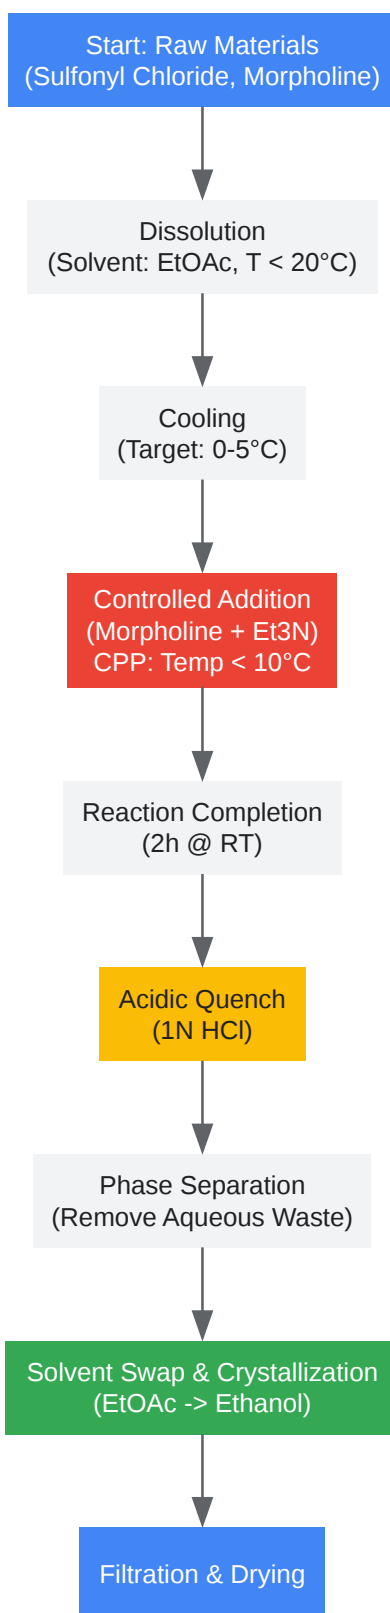 Start: Raw Materials
(Sulfonyl Chloride, Morpholine)
Dissolution
(Solvent: EtOAc, T < 20°C)
Cooling
(Target: 0-5°C)
Controlled Addition
(Morpholine + Et3N)
CPP: Temp < 10°C
Reaction Completion
(2h @ RT)
Acidic Quench
(1N HCl)
Phase Separation
(Remove Aqueous Waste)
Solvent Swap & Crystallization
(EtOAc -> Ethanol)
Filtration & Drying